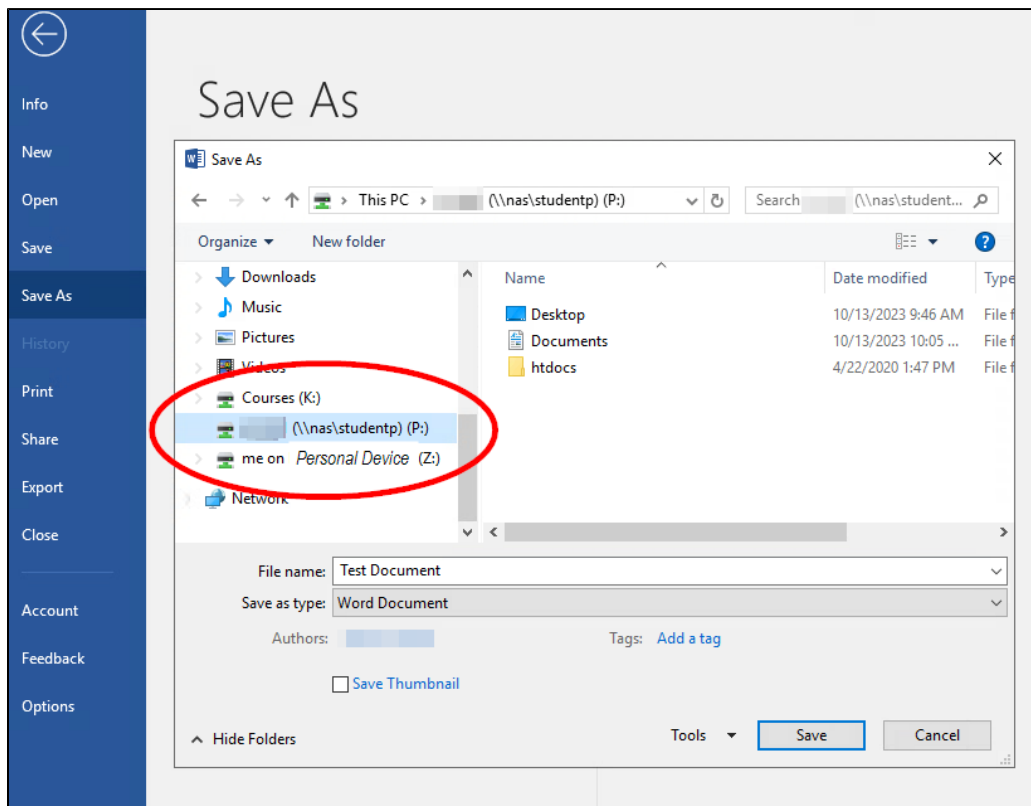 Info
New
Open
Save
Save As
History
Print
Share
Export
Close
Account
Feedback
Options
Save As
Save As
This PC (\\nas\studentp) (P:)
Search (\\nas\student...
Organize New folder
Downloads
Music
Pictures
Videos
Courses (K:)
(\\nas\studentp) (P:)
me on Personal Device (Z:)
Network
Name Date modified Type
Desktop 10/13/2023 9:46 AM File f
Documents 10/13/2023 10:05 ... File f
htdocs 4/22/2020 1:47 PM File f
File name: Test Document
Save as type: Word Document
Authors: Tags: Add a tag
Save Thumbnail
Hide Folders Tools Save Cancel